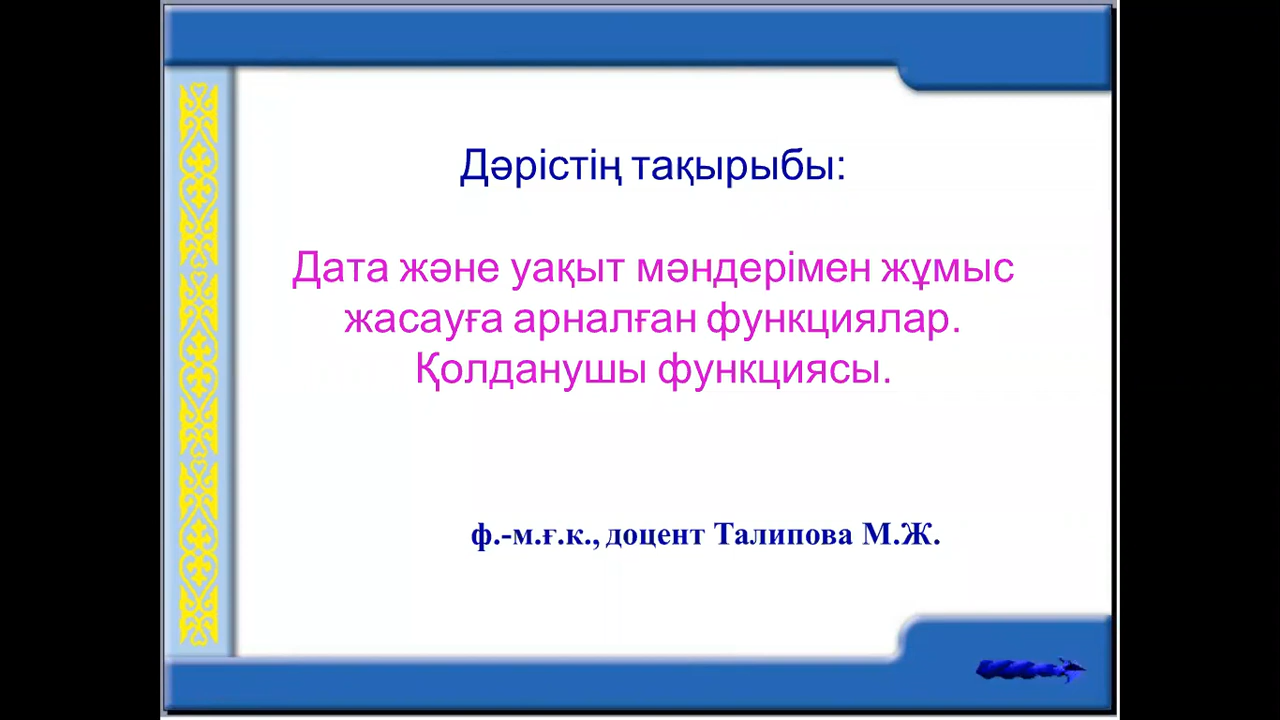 Дәрістің тақырыбы:
Дата және уақыт мәндерімен жұмыс
жасауға арналған функциялар.
Қолданушы функциясы.
ф.-м.ғ.к., доцент Талипова М.Ж.